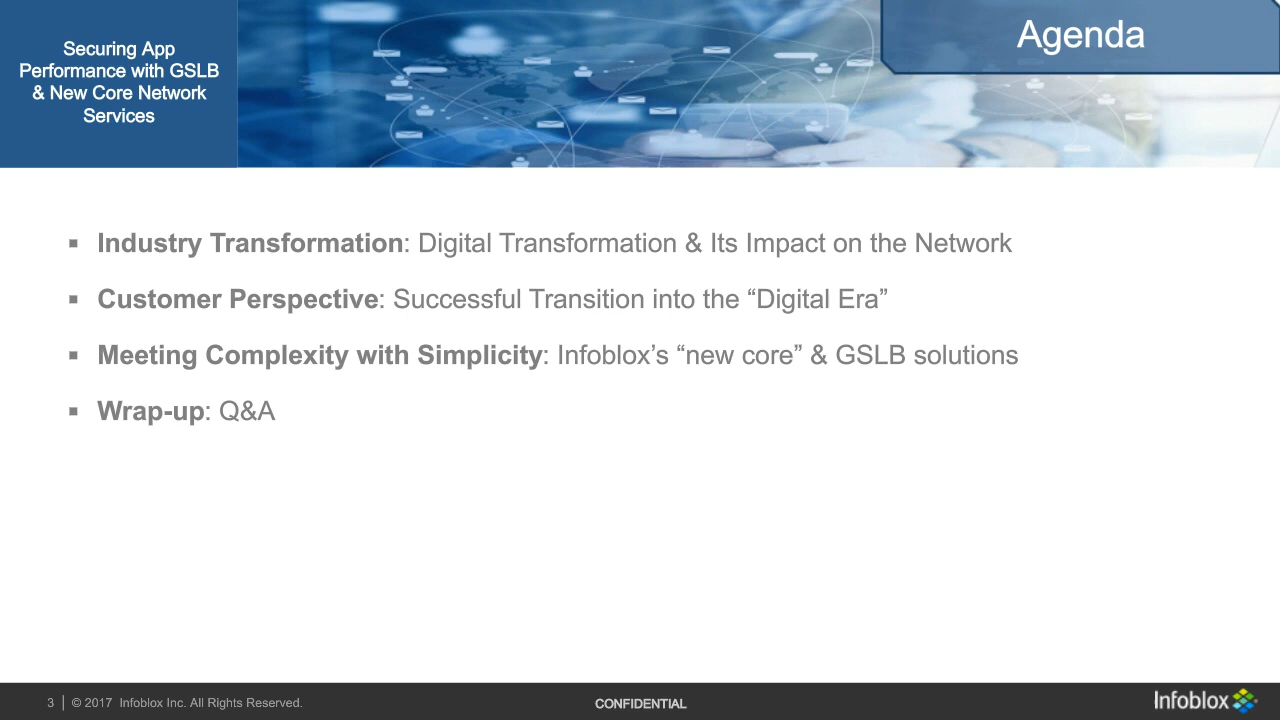 Securing App
Performance with GSLB
& New Core Network
Services
Agenda
▪ Industry Transformation: Digital Transformation & Its Impact on the Network
▪ Customer Perspective: Successful Transition into the “Digital Era”
▪ Meeting Complexity with Simplicity: Infoblox’s “new core” & GSLB solutions
▪ Wrap-up: Q&A
3 | © 2017 Infoblox Inc. All Rights Reserved.
CONFIDENTIAL
Infoblox